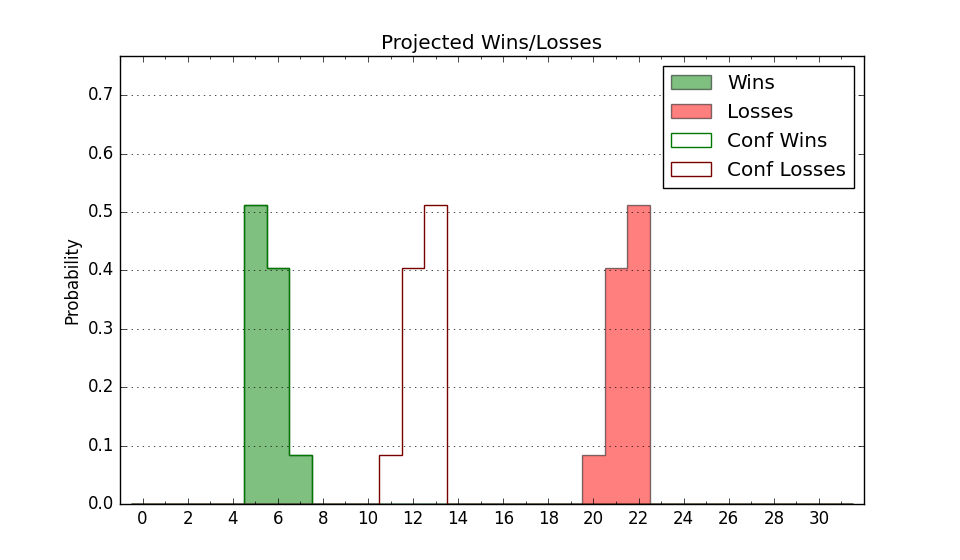 Projected Wins/Losses
Wins
Losses
Conf Wins
Conf Losses
Probability
0.7
0.6
0.5
0.4
0.3
0.2
0.1
0.0
0 2 4 6 8 10 12 14 16 18 20 22 24 26 28 30